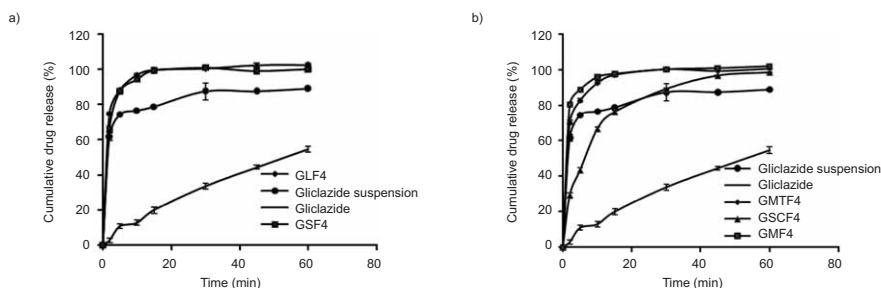 a)
Cumulative drug release (%)
120
100
80
60
40
20
0
0 20 40 60 80
Time (min)
GLF4
Gliclazide suspension
Gliclazide
GSF4
b)
Cumulative drug release (%)
120
100
80
60
40
20
0
0 20 40 60 80
Time (min)
Gliclazide suspension
Gliclazide
GMTF4
GSCF4
GMF4